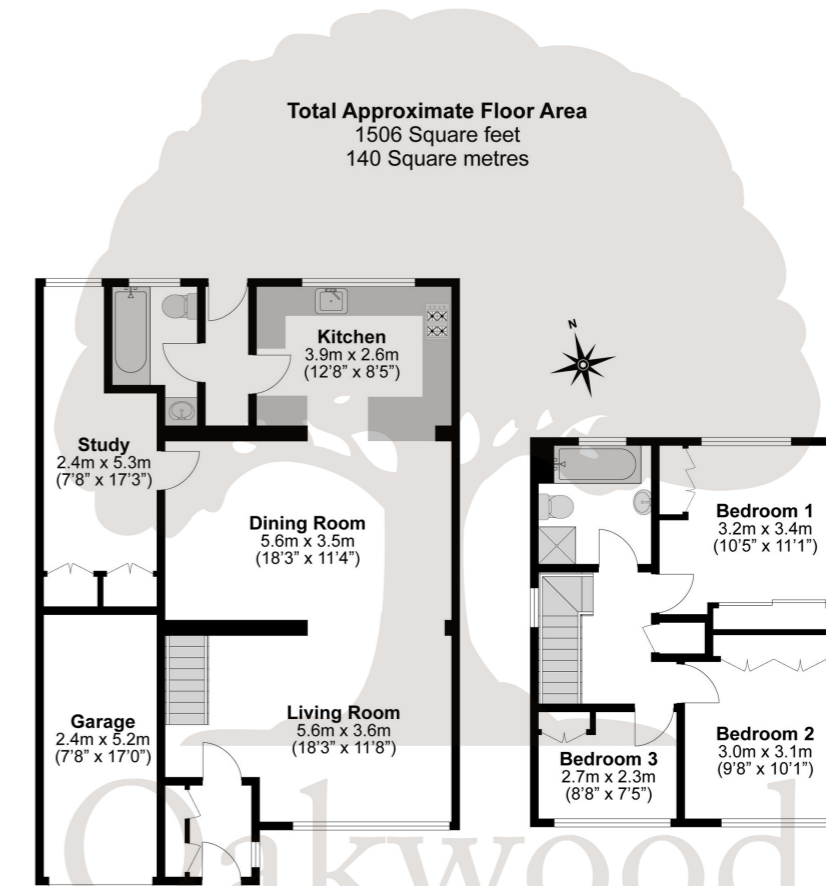 Total Approximate Floor Area
1506 Square feet
140 Square metres
Kitchen
3.9m x 2.6m
(12'8" x 8'5")
N
Study
2.4m x 5.3m
(7'8" x 17'3")
Dining Room
5.6m x 3.5m
(18'3" x 11'4")
Bedroom 1
3.2m x 3.4m
(10'5" x 11'1")
Garage
2.4m x 5.2m
(7'8" x 17'0")
Living Room
5.6m x 3.6m
(18'3" x 11'8")
Bedroom 2
3.0m x 3.1m
(9'8" x 10'1")
Bedroom 3
2.7m x 2.3m
(8'8" x 7'5")
Oakwood